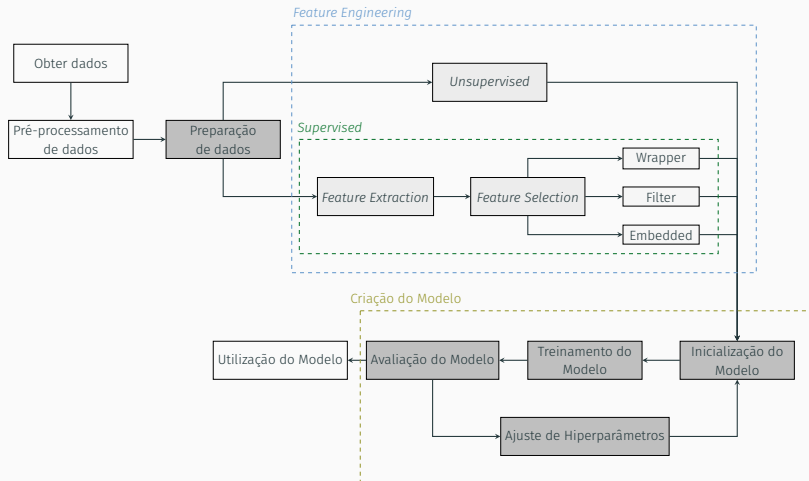 Feature Engineering
Obter dados
Unsupervised
Pré-processamento
de dados
Preparação
de dados
Supervised
Wrapper
Feature Extraction
Feature Selection
Filter
Embedded
Criação do Modelo
Utilização do Modelo
Avaliação do Modelo
Treinamento do
Modelo
Inicialização do
Modelo
Ajuste de Hiperparâmetros